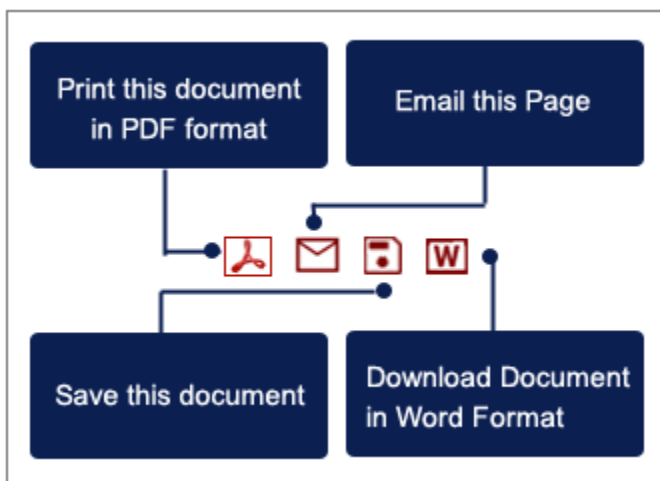 Print this document
in PDF format
Email this Page
W
Save this document
Download Document
in Word Format